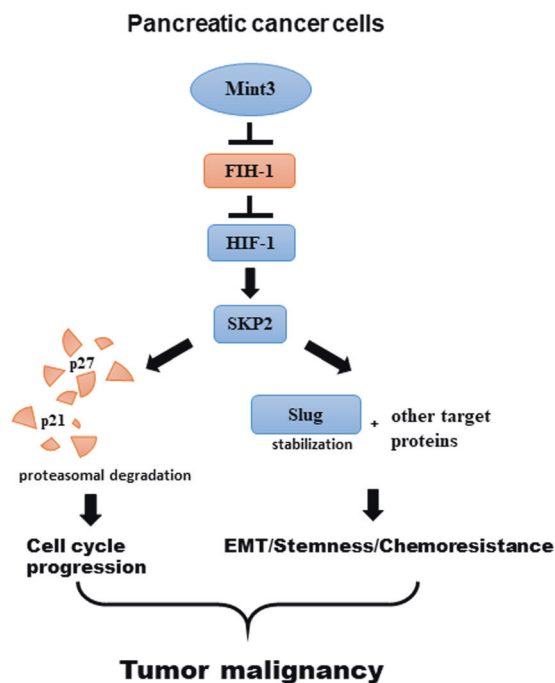 Pancreatic cancer cells
Mint3
FIH-1
HIF-1
SKP2
p27
p21
proteasomal degradation
Slug
stabilization
+
other target
proteins
Cell cycle
progression
EMT/Stemness/Chemoresistance
Tumor malignancy